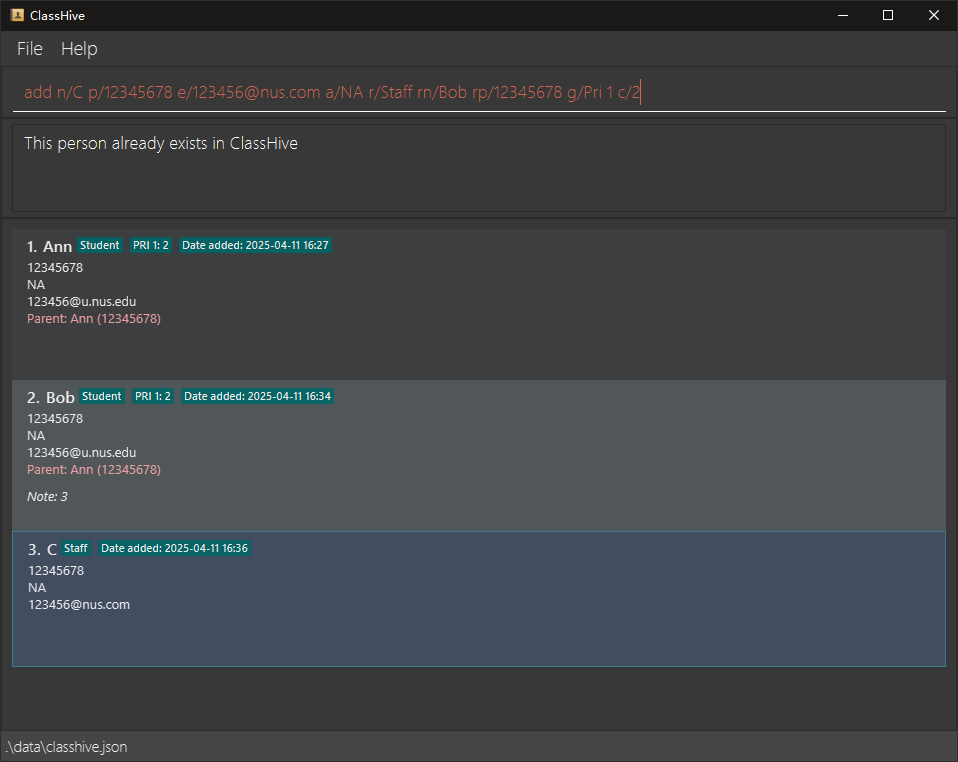 ClassHive
File Help
add n/C p/12345678 e/123456@nus.com a/NA r/Staff rn/Bob rp/12345678 g/Pri 1 c/2
This person already exists in ClassHive
1. Ann Student PRI 1: 2 Date added: 2025-04-11 16:27
12345678
NA
123456@u.nus.edu
Parent: Ann (12345678)
2. Bob Student PRI 1: 2 Date added: 2025-04-11 16:34
12345678
NA
123456@u.nus.edu
Parent: Ann (12345678)
Note: 3
3. C Staff Date added: 2025-04-11 16:36
12345678
NA
123456@nus.com
.\data\classhive.json